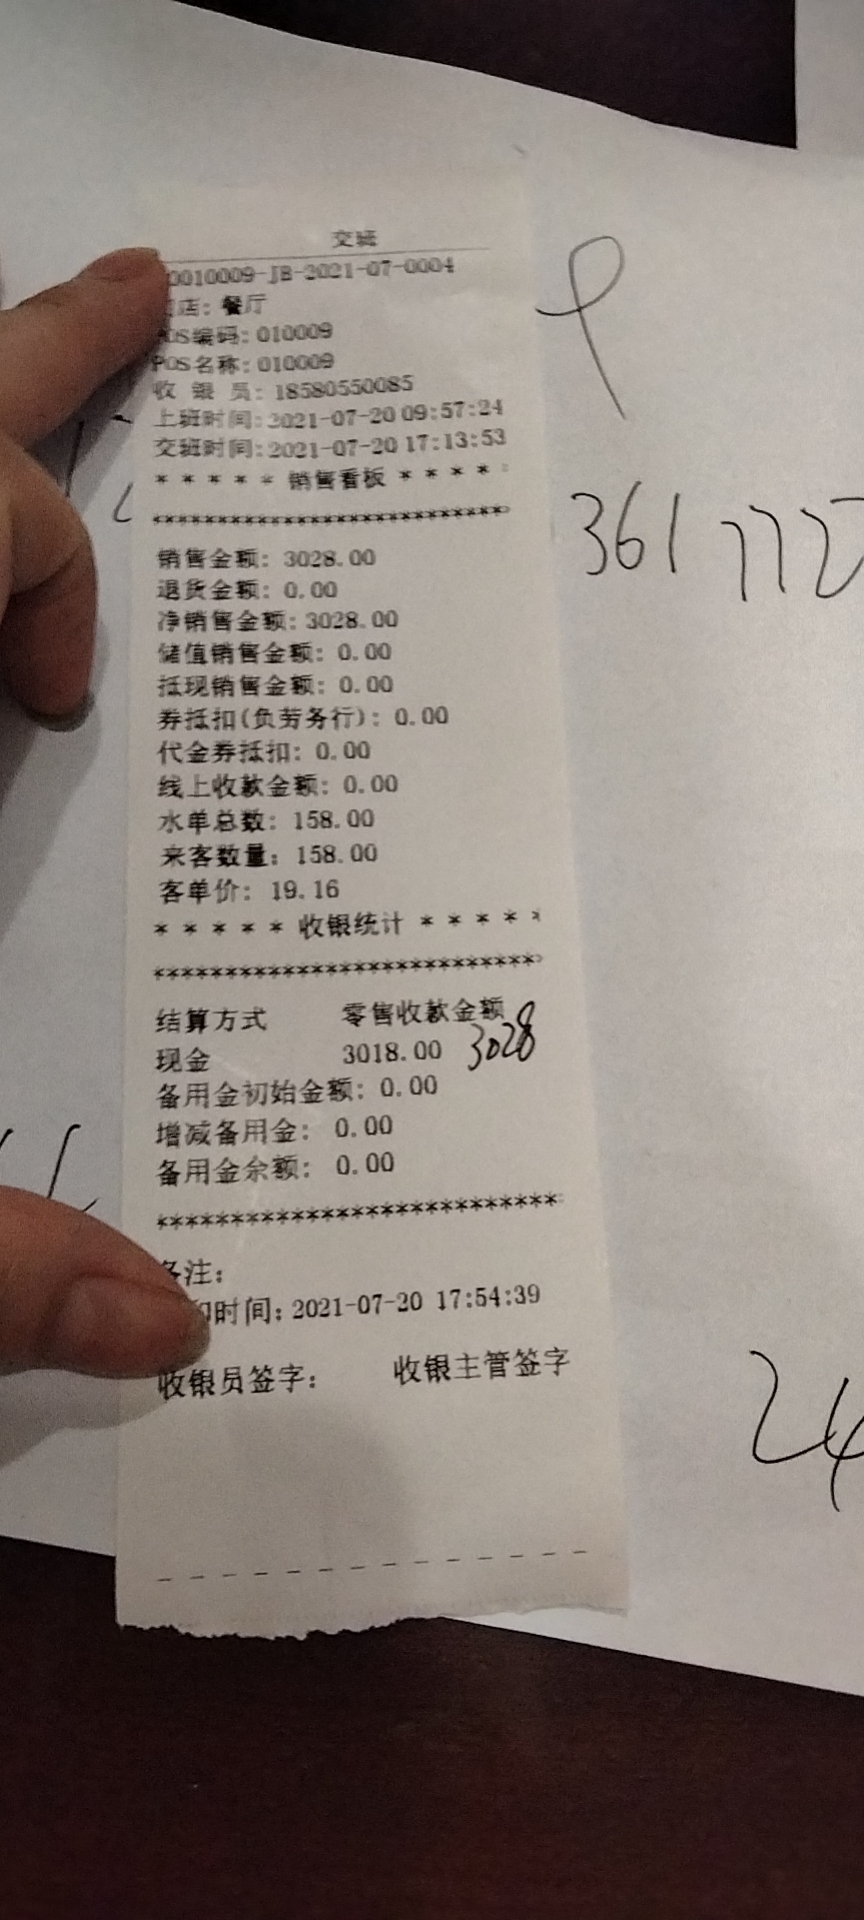 交班
0010009-JB-2021-07-0004
店: 餐厅
POS编码: 010009
POS名称: 010009
收 银 员: 18580550085
上班时间: 2021-07-20 09:57:24
交班时间: 2021-07-20 17:13:53
* * * * * 销售看板 * * * *
361 772
销售金额: 3028.00
退货金额: 0.00
净销售金额: 3028.00
储值销售金额: 0.00
抵现销售金额: 0.00
券抵扣(负劳务行): 0.00
代金券抵扣: 0.00
线上收款金额: 0.00
水单总数: 158.00
来客数量: 158.00
客单价: 19.16
* * * * * 收银统计 * * * * *
结算方式 零售收款金额
现金 3018.00 3028
备用金初始金额: 0.00
增减备用金: 0.00
备用金余额: 0.00
备注:
印时间: 2021-07-20 17:54:39
收银员签字: 收银主管签字
24